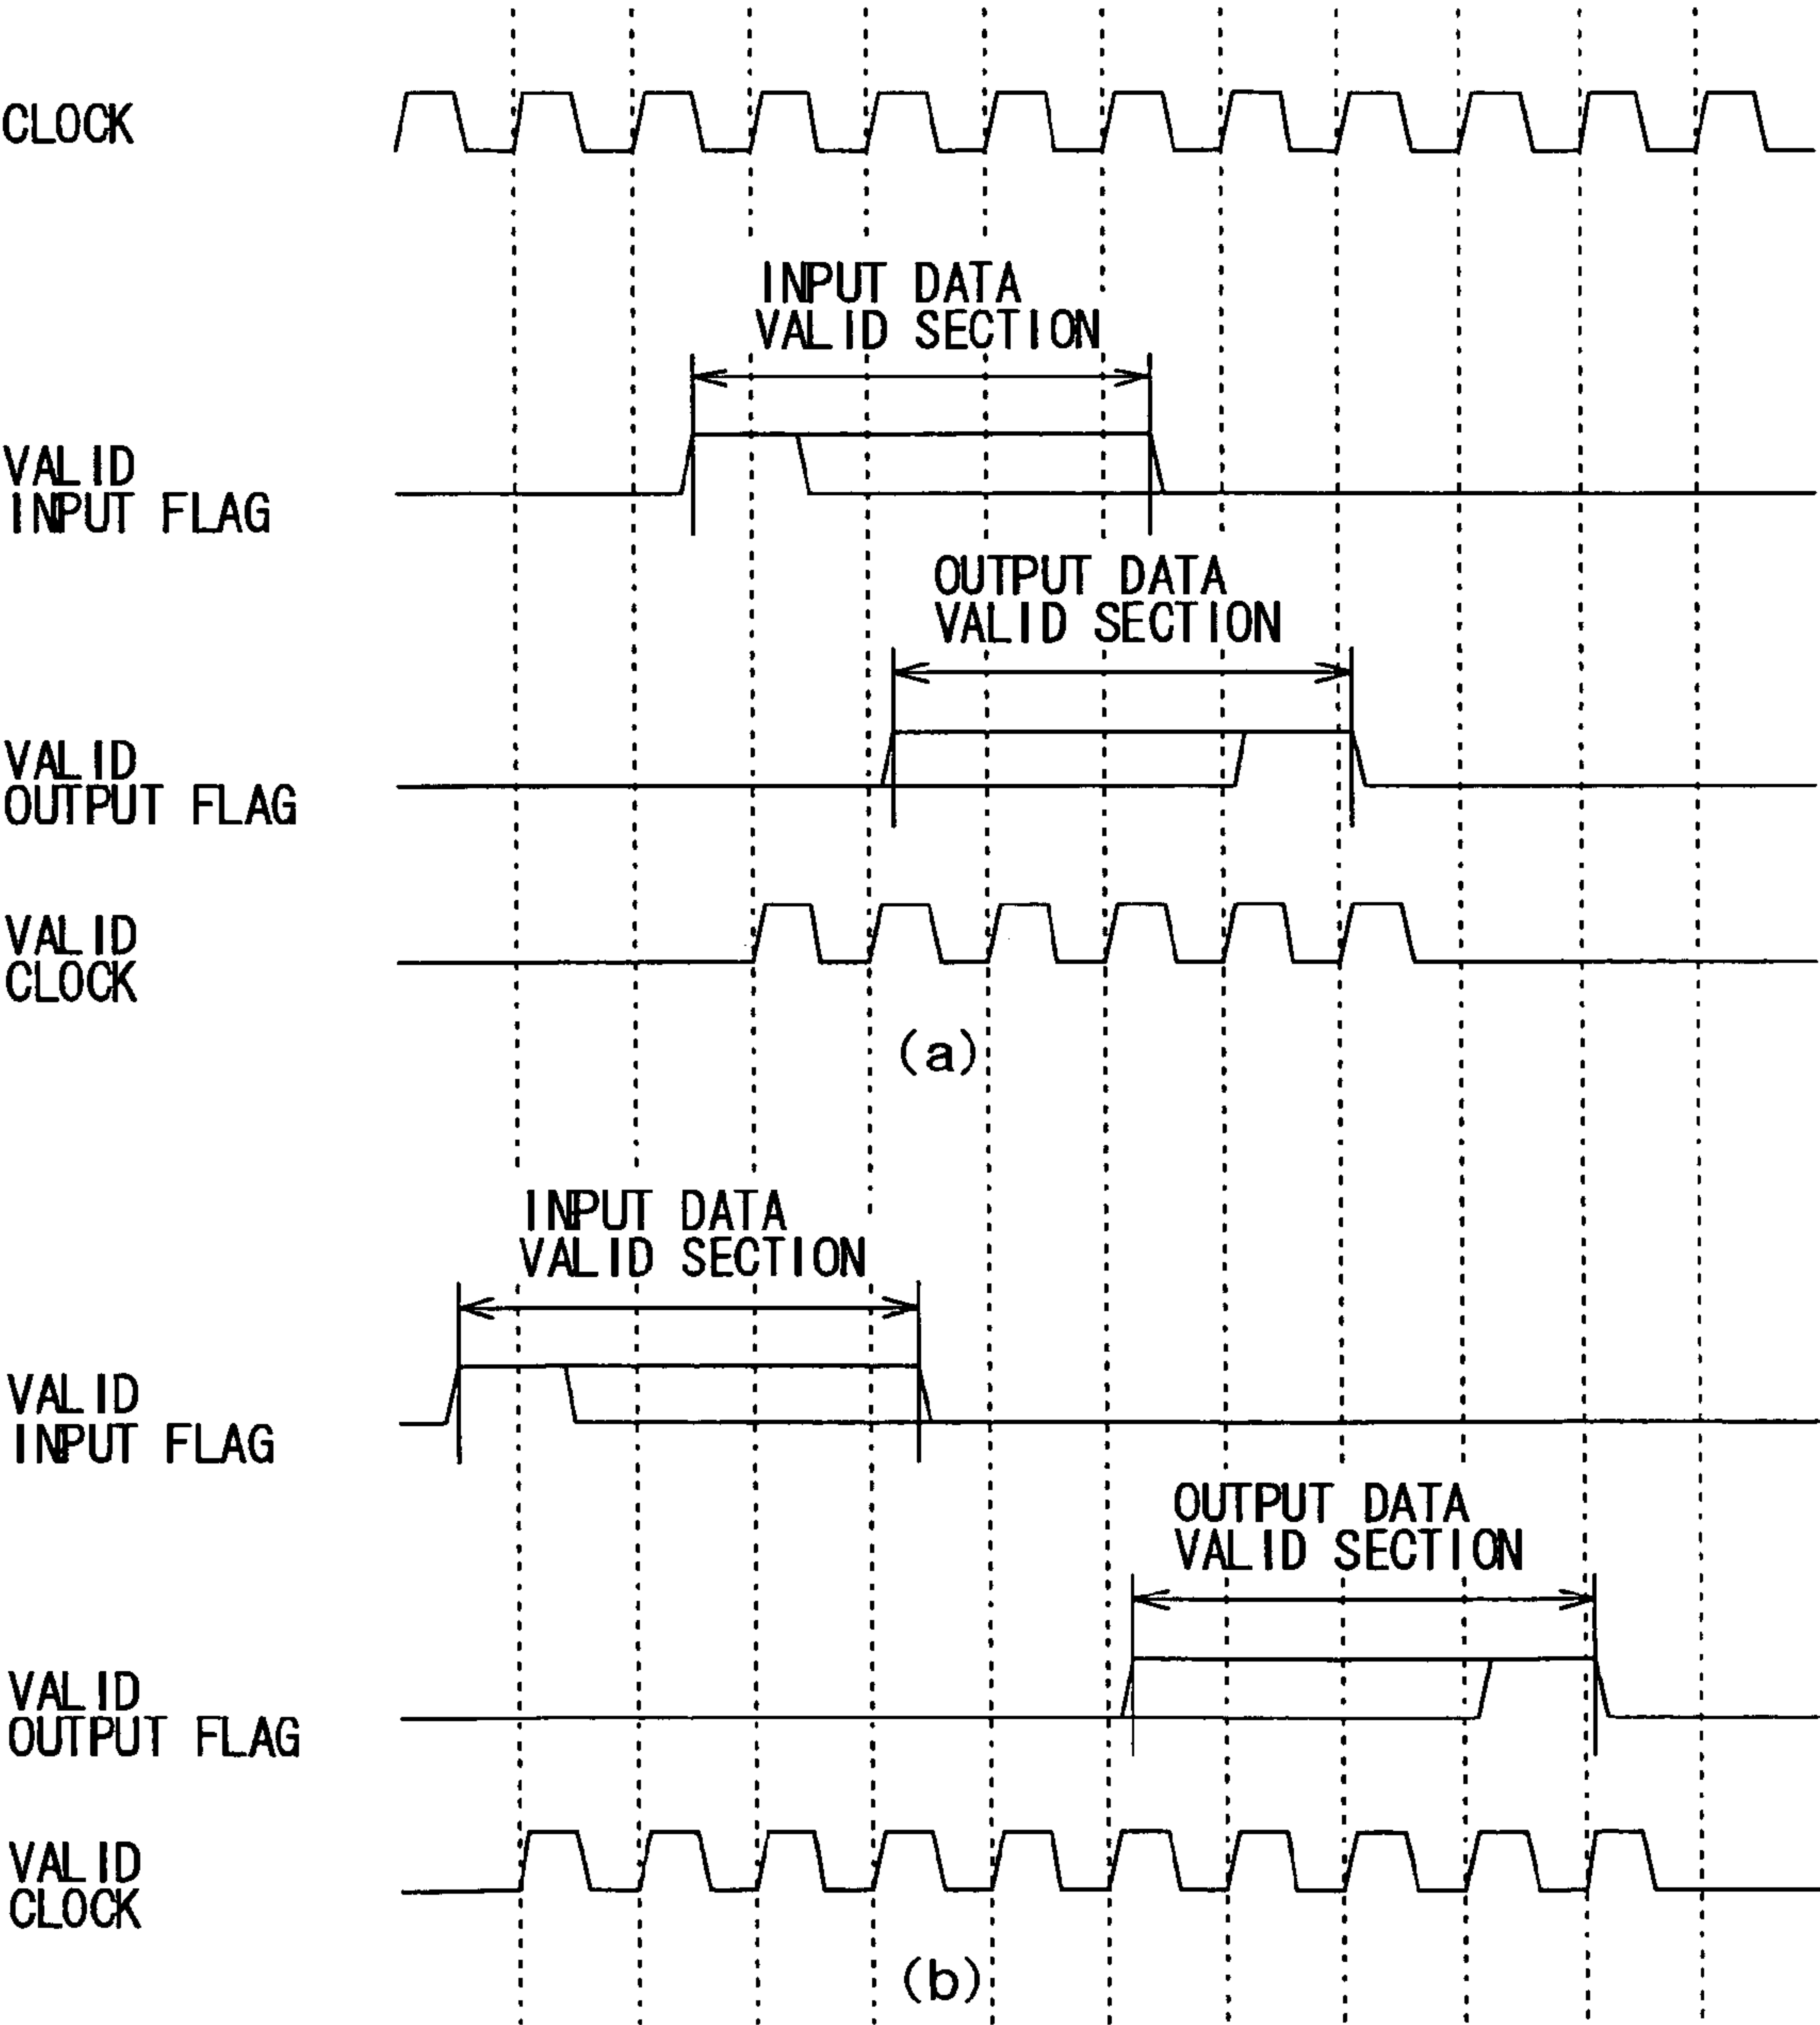 CLOCK
INPUT DATA
VALID SECTION
VALID
INPUT FLAG
OUTPUT DATA
VALID SECTION
VALID
OUTPUT FLAG
VALID
CLOCK
(a)
INPUT DATA
VALID SECTION
VALID
INPUT FLAG
OUTPUT DATA
VALID SECTION
VALID
OUTPUT FLAG
VALID
CLOCK
(b)